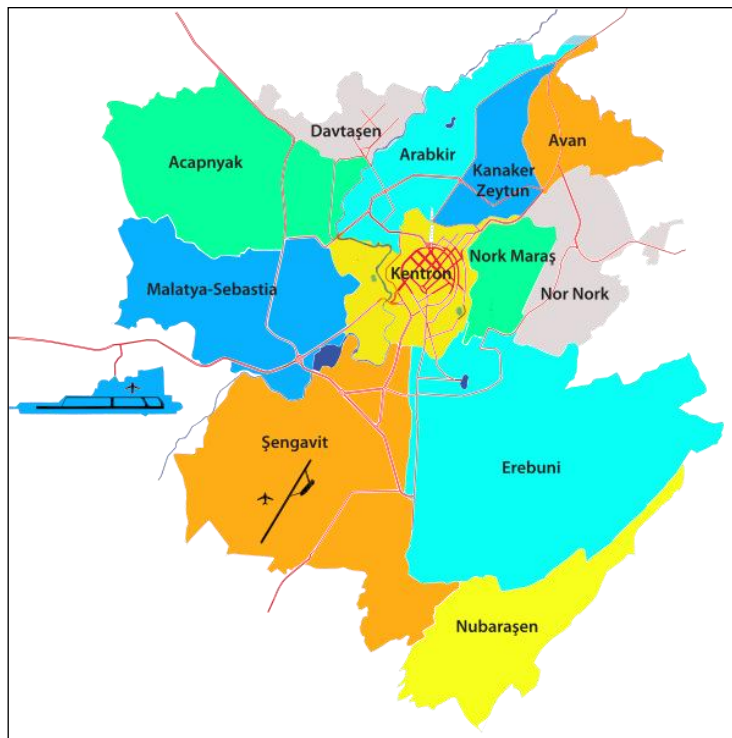 Davtaşen
Acapnyak
Arabkir
Avan
Kanaker
Zeytun
Malatya-Sebastia
Kentron
Nork Maraş
Nor Nork
Şengavit
Erebuni
Nubaraşen